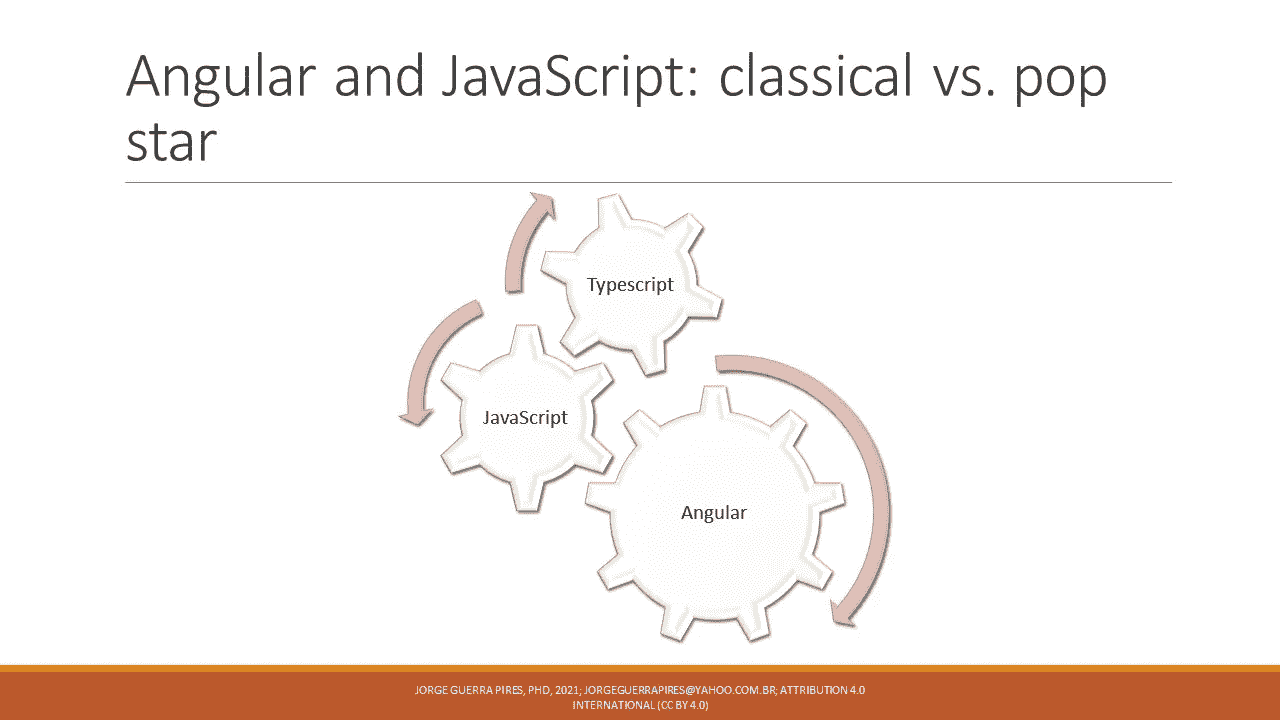 Angular and JavaScript: classical vs. pop
star
Typescript
JavaScript
Angular
JORGE GUERRA PIRES, PHD, 2021; JORGEGUERRAPIRES@YAHOO.COM.BR; ATTRIBUTION 4.0
INTERNATIONAL (CC BY 4.0)